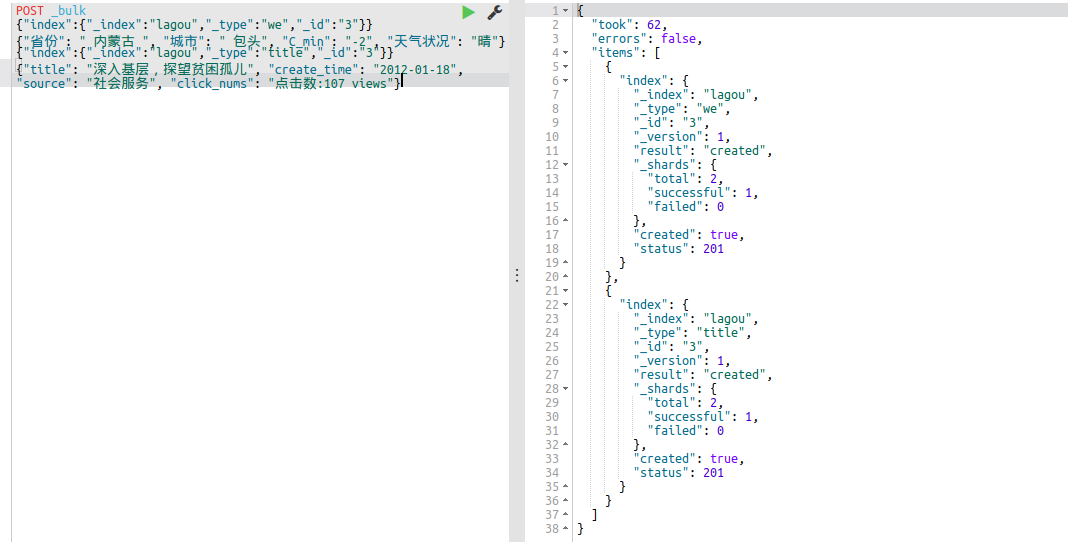 POST _bulk
{"index":{"_index":"lagou","_type":"we","_id":"3"}}
{"省份": " 内蒙古 ", "城市": " 包头", "C_min": "-2", "天气状况": "晴"}
{"index":{"_index":"lagou","_type":"title","_id":"3"}}
{"title": "深入基层，探望贫困孤儿", "create_time": "2012-01-18",
"source": "社会服务", "click_nums": "点击数:107 views"}
1 {
2 "took": 62,
3 "errors": false,
4 "items": [
5 {
6 "index": {
7 "_index": "lagou",
8 "_type": "we",
9 "_id": "3",
10 "_version": 1,
11 "result": "created",
12 "_shards": {
13 "total": 2,
14 "successful": 1,
15 "failed": 0
16 },
17 "created": true,
18 "status": 201
19 }
20 },
21 {
22 "index": {
23 "_index": "lagou",
24 "_type": "title",
25 "_id": "3",
26 "_version": 1,
27 "result": "created",
28 "_shards": {
29 "total": 2,
30 "successful": 1,
31 "failed": 0
32 },
33 "created": true,
34 "status": 201
35 }
36 }
37 ]
38 }